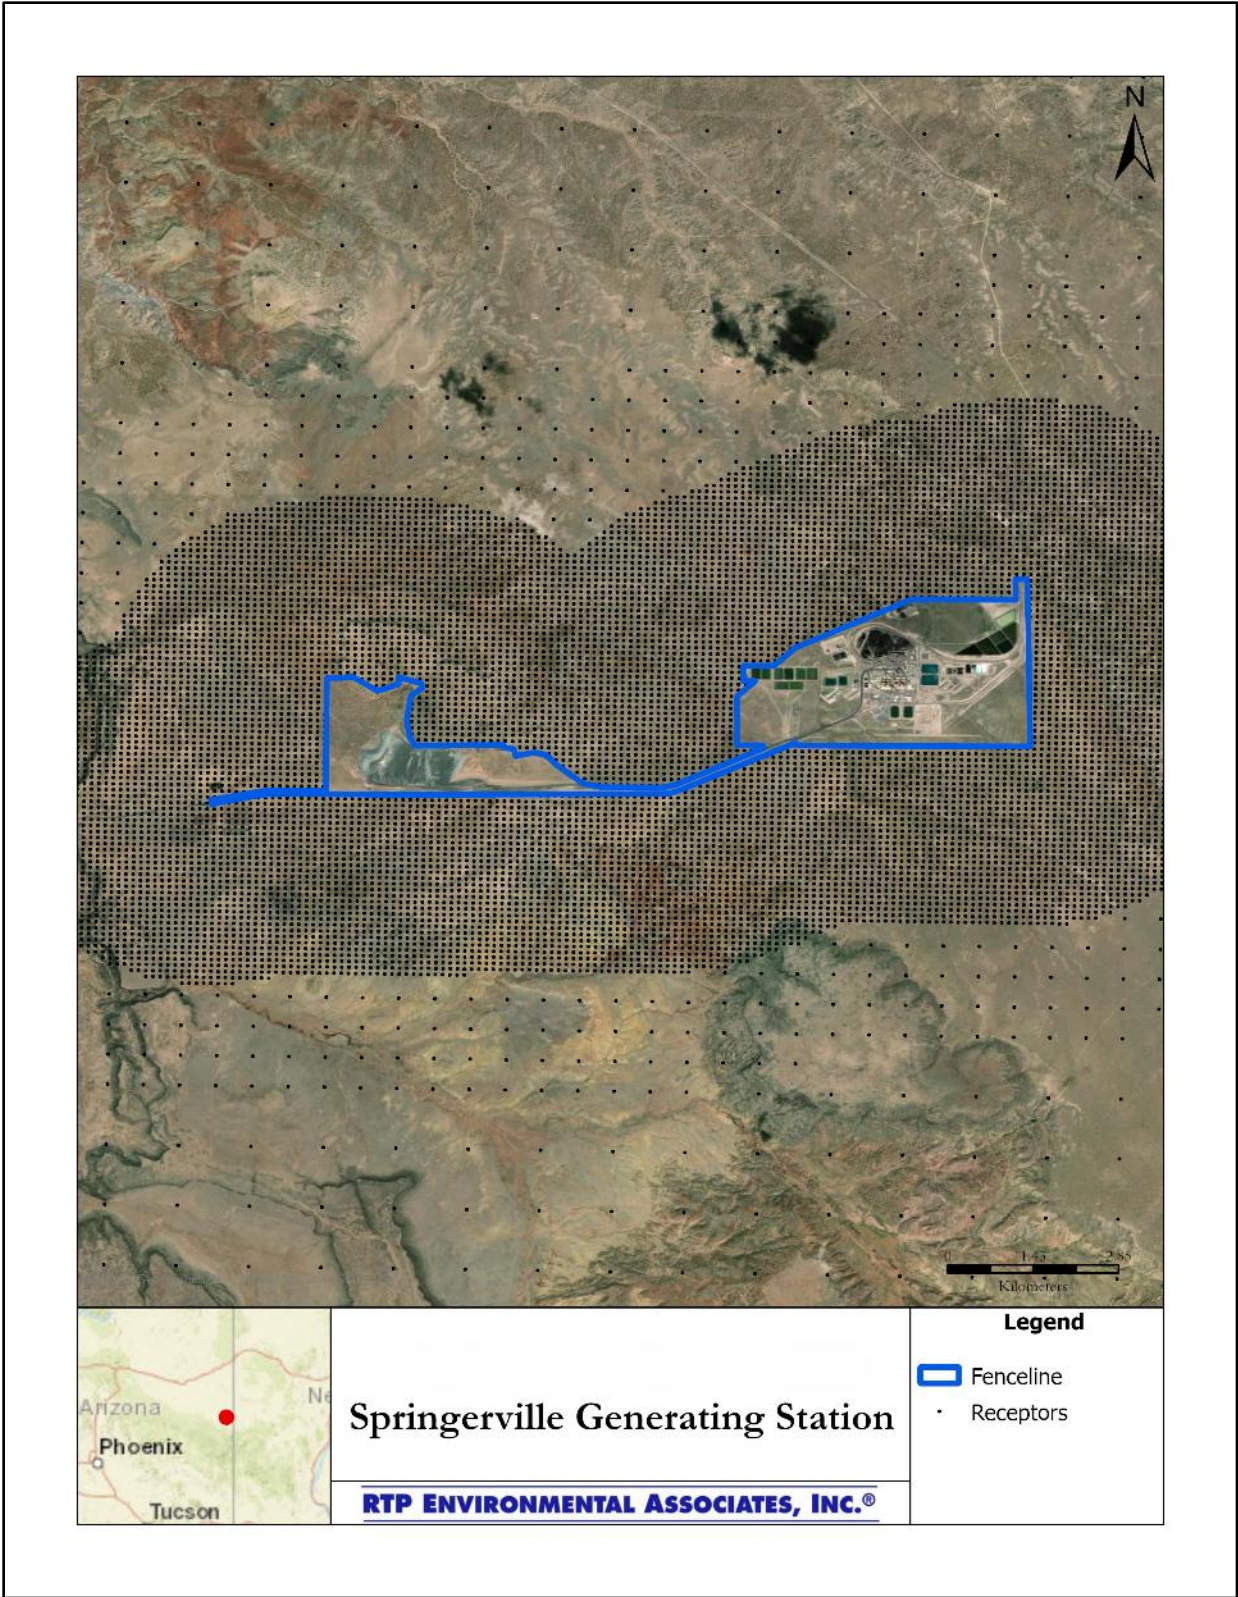 N
0 1.45 2.85
Kilometers
Arizona
Ne
Phoenix
Tucson
Springerville Generating Station
RTP ENVIRONMENTAL ASSOCIATES, INC.®
Legend
Fenceline
Receptors